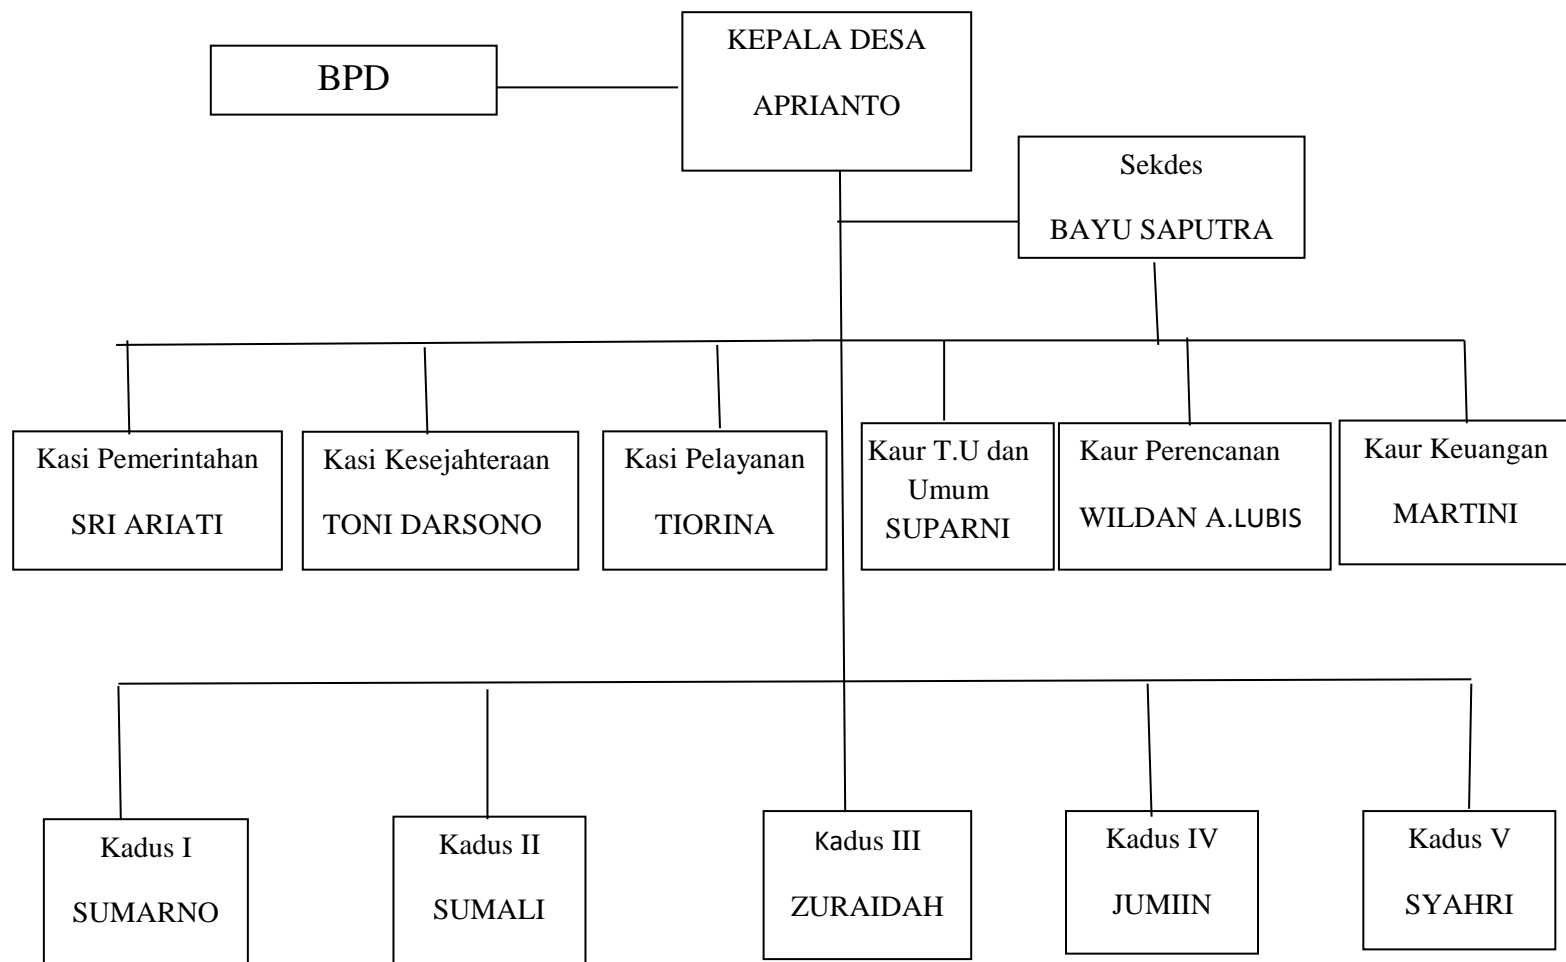 KEPALA DESA
APRIANTO
BPD
Sekdes
BAYU SAPUTRA
Kasi Pemerintahan
SRI ARIATI
Kasi Kesejahteraan
TONI DARSONO
Kasi Pelayanan
TIORINA
Kaur T.U dan
Umum
SUPARNI
Kaur Perencanan
WILDAN A.LUBIS
Kaur Keuangan
MARTINI
Kadus I
SUMARNO
Kadus II
SUMALI
Kadus III
ZURAIDAH
Kadus IV
JUMIIN
Kadus V
SYAHRI